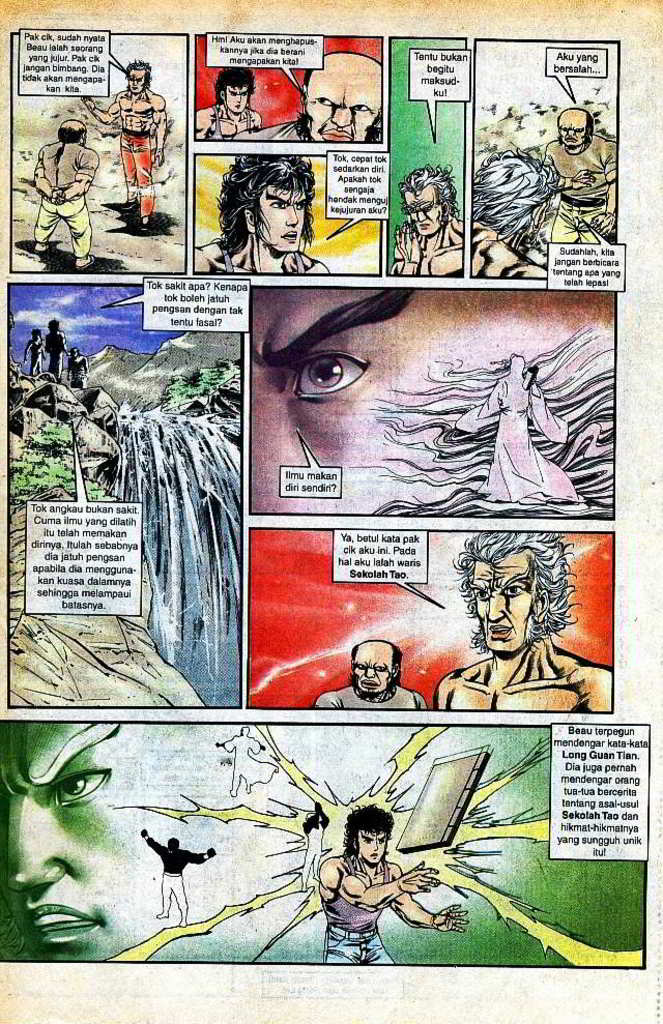 Pak cik, sudah nyata
Beau ialah seorang
yang jujur. Pak cik
jangan bimbang. Dia
tidak akan mengapa-
kan kita.
Hm! Aku akan menghapus-
kannya jika dia berani
mengapakan kita!
Tok, cepat tok
sedarkan diri.
Apakah tok
sengaja
hendak menguji
kejujuran aku?
Tentu bukan
begitu
maksud-
ku!
Aku yang
bersalah...
Sudahlah, kita
jangan berbicara
tentang apa yang
telah lepas!
Tok sakit apa? Kenapa
tok boleh jatuh
pengsan dengan tak
tentu fasal?
Tok angkau bukan sakit.
Cuma ilmu yang dilatih
itu telah memakan
dirinya. Itulah sebabnya
dia jatuh pengsan
apabila dia menggunakan
kuasa dalamnya
sehingga melampaui
batasnya.
Ilmu makan
diri sendiri?
Ya, betul kata pak
cik aku ini. Pada
hal aku ialah waris
Sekolah Tao.
Beau terpegun
mendengar kata-kata
Long Guan Tian.
Dia juga pernah
mendengar orang
tua-tua bercerita
tentang asal-usul
Sekolah Tao dan
hikmat-hikmatnya
yang sungguh unik
itu!